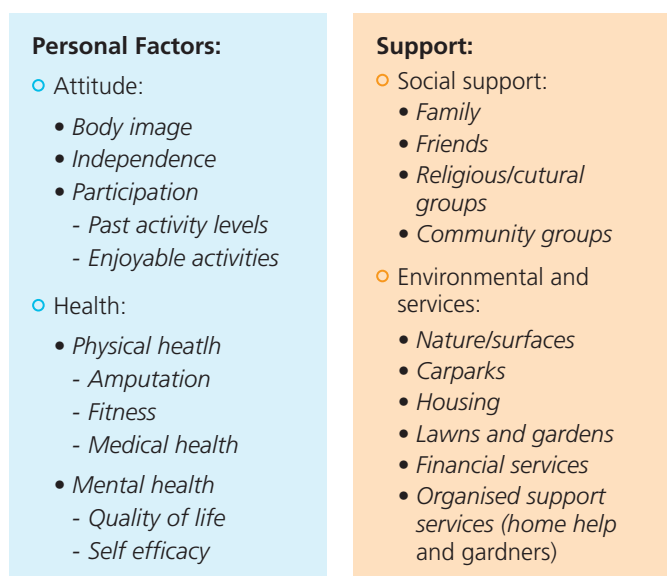 Personal Factors:
○ Attitude:
• Body image
• Independence
• Participation
- Past activity levels
- Enjoyable activities
○ Health:
• Physical heatlh
- Amputation
- Fitness
- Medical health
• Mental health
- Quality of life
- Self efficacy
Support:
○ Social support:
• Family
• Friends
• Religious/cutural
groups
• Community groups
○ Environmental and
services:
• Nature/surfaces
• Carparks
• Housing
• Lawns and gardens
• Financial services
• Organised support
services (home help
and gardners)